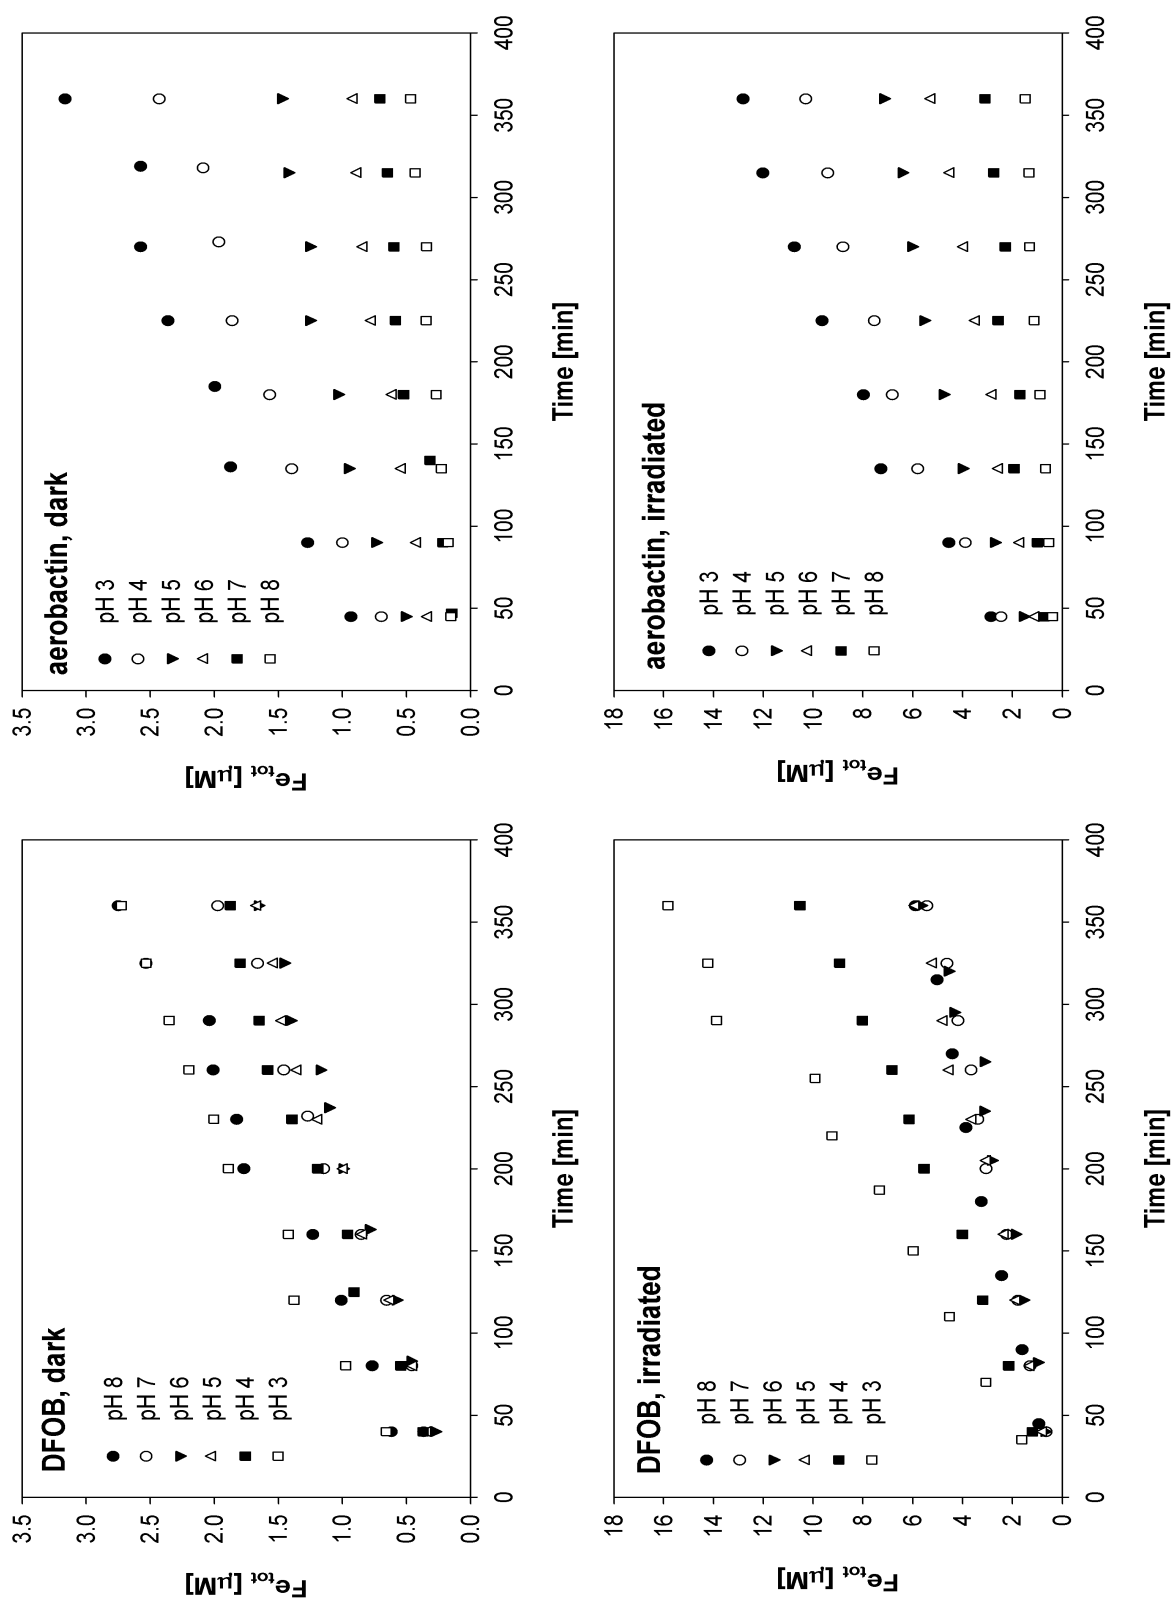 DFOB, dark
pH 8
pH 7
pH 6
pH 5
pH 4
pH 3
Fetot [μM]
3.5
3.0
2.5
2.0
1.5
1.0
0.5
0.0
0 50 100 150 200 250 300 350 400
Time [min]
aerobactin, dark
pH 3
pH 4
pH 5
pH 6
pH 7
pH 8
Fetot [μM]
3.5
3.0
2.5
2.0
1.5
1.0
0.5
0.0
0 50 100 150 200 250 300 350 400
Time [min]
DFOB, irradiated
pH 8
pH 7
pH 6
pH 5
pH 4
pH 3
Fetot [μM]
18
16
14
12
10
8
6
4
2
0
0 50 100 150 200 250 300 350 400
Time [min]
aerobactin, irradiated
pH 3
pH 4
pH 5
pH 6
pH 7
pH 8
Fetot [μM]
18
16
14
12
10
8
6
4
2
0
0 50 100 150 200 250 300 350 400
Time [min]